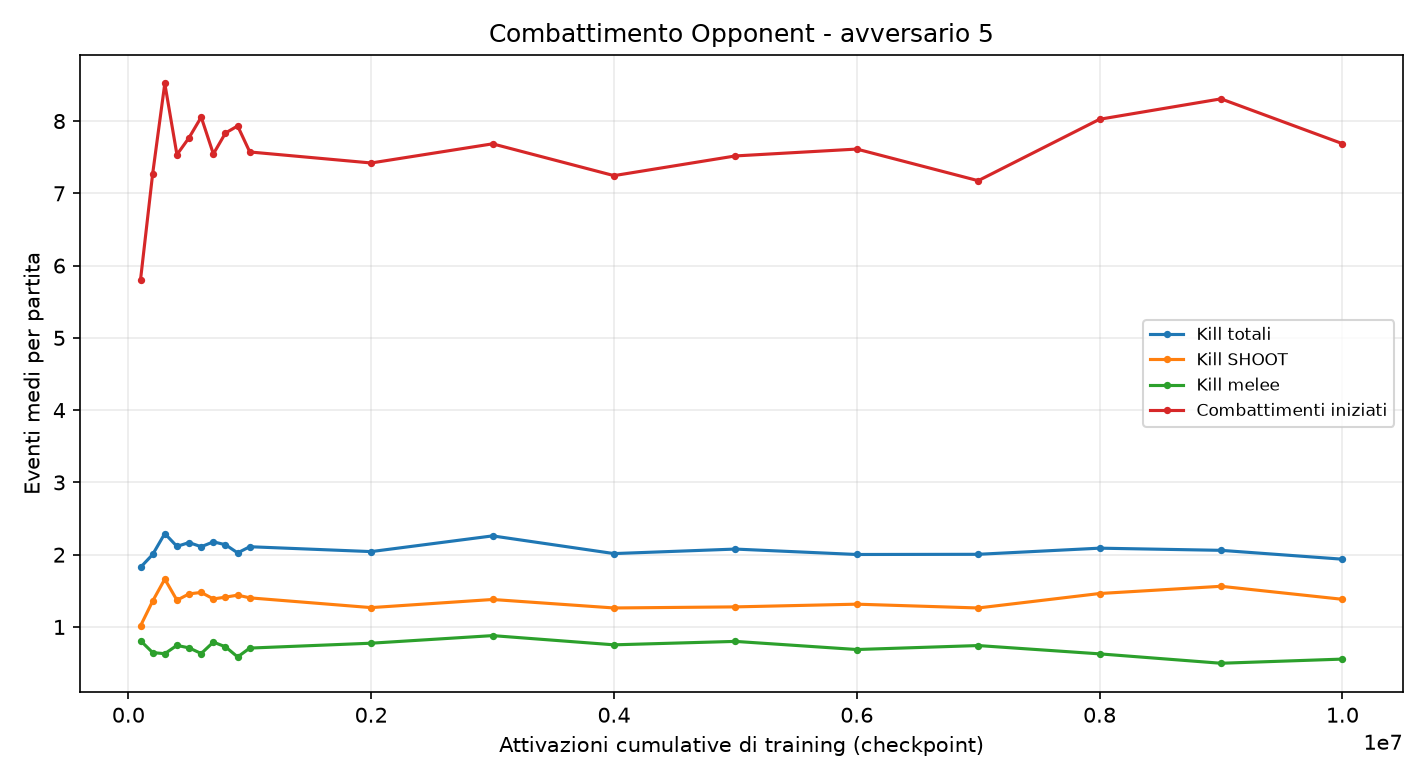 Combattimento Opponent - avversario 5
Eventi medi per partita
8
7
6
5
4
3
2
1
Kill totali
Kill SHOOT
Kill melee
Combattimenti iniziati
0.0 0.2 0.4 0.6 0.8 1.0
1e7
Attivazioni cumulative di training (checkpoint)